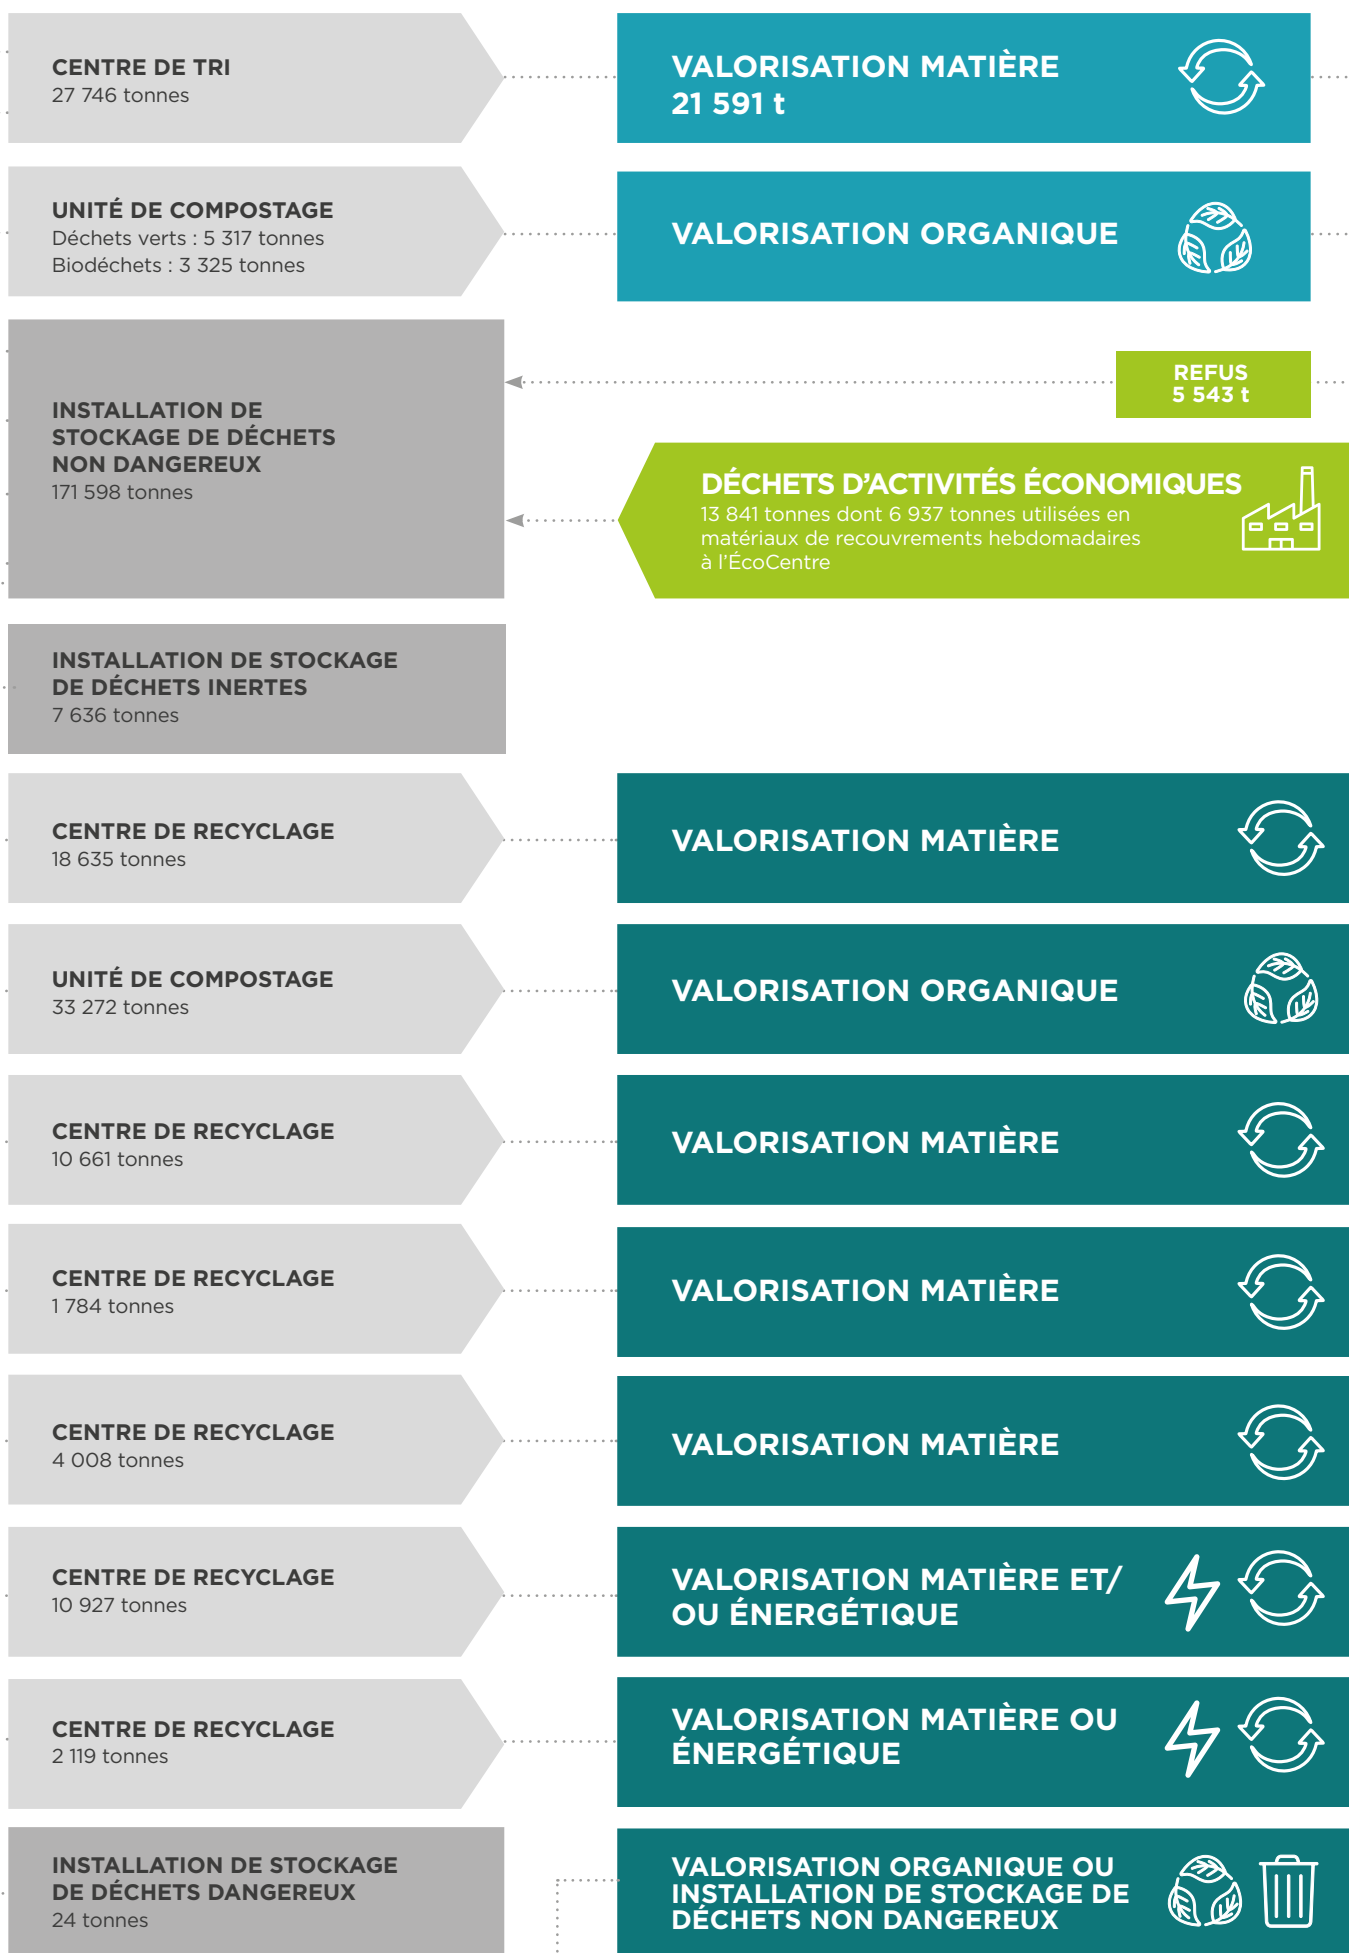 CENTRE DE TRI
27 746 tonnes
VALORISATION MATIÈRE
21 591 t
UNITÉ DE COMPOSTAGE
Déchets verts : 5 317 tonnes
Biodéchets : 3 325 tonnes
VALORISATION ORGANIQUE
INSTALLATION DE
STOCKAGE DE DÉCHETS
NON DANGEREUX
171 598 tonnes
REFUS
5 543 t
DÉCHETS D'ACTIVITÉS ÉCONOMIQUES
13 841 tonnes dont 6 937 tonnes utilisées en
matériaux de recouvrements hebdomadaires
à l'ÉcoCentre
INSTALLATION DE STOCKAGE
DE DÉCHETS INERTES
7 636 tonnes
CENTRE DE RECYCLAGE
18 635 tonnes
VALORISATION MATIÈRE
UNITÉ DE COMPOSTAGE
33 272 tonnes
VALORISATION ORGANIQUE
CENTRE DE RECYCLAGE
10 661 tonnes
VALORISATION MATIÈRE
CENTRE DE RECYCLAGE
1 784 tonnes
VALORISATION MATIÈRE
CENTRE DE RECYCLAGE
4 008 tonnes
VALORISATION MATIÈRE
CENTRE DE RECYCLAGE
10 927 tonnes
VALORISATION MATIÈRE ET/
OU ÉNERGÉTIQUE
CENTRE DE RECYCLAGE
2 119 tonnes
VALORISATION MATIÈRE OU
ÉNERGÉTIQUE
INSTALLATION DE STOCKAGE
DE DÉCHETS DANGEREUX
24 tonnes
VALORISATION ORGANIQUE OU
INSTALLATION DE STOCKAGE DE
DÉCHETS NON DANGEREUX